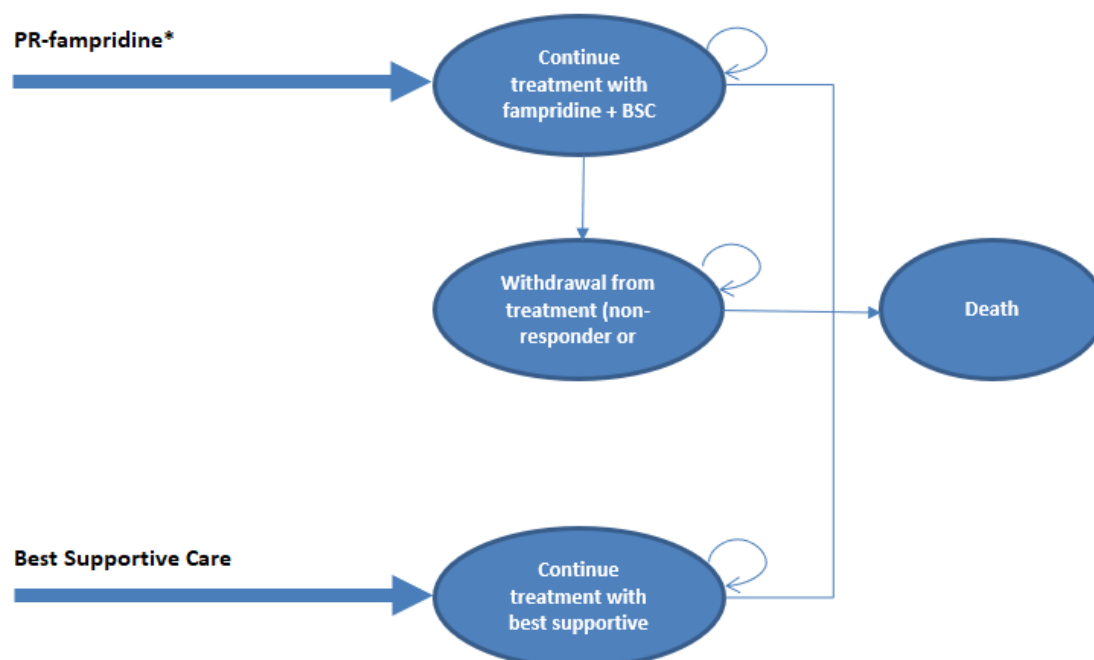 PR-fampridine*
Continue
treatment with
fampridine + BSC
Withdrawal from
treatment (non-
responder or
Death
Best Supportive Care
Continue
treatment with
best supportive